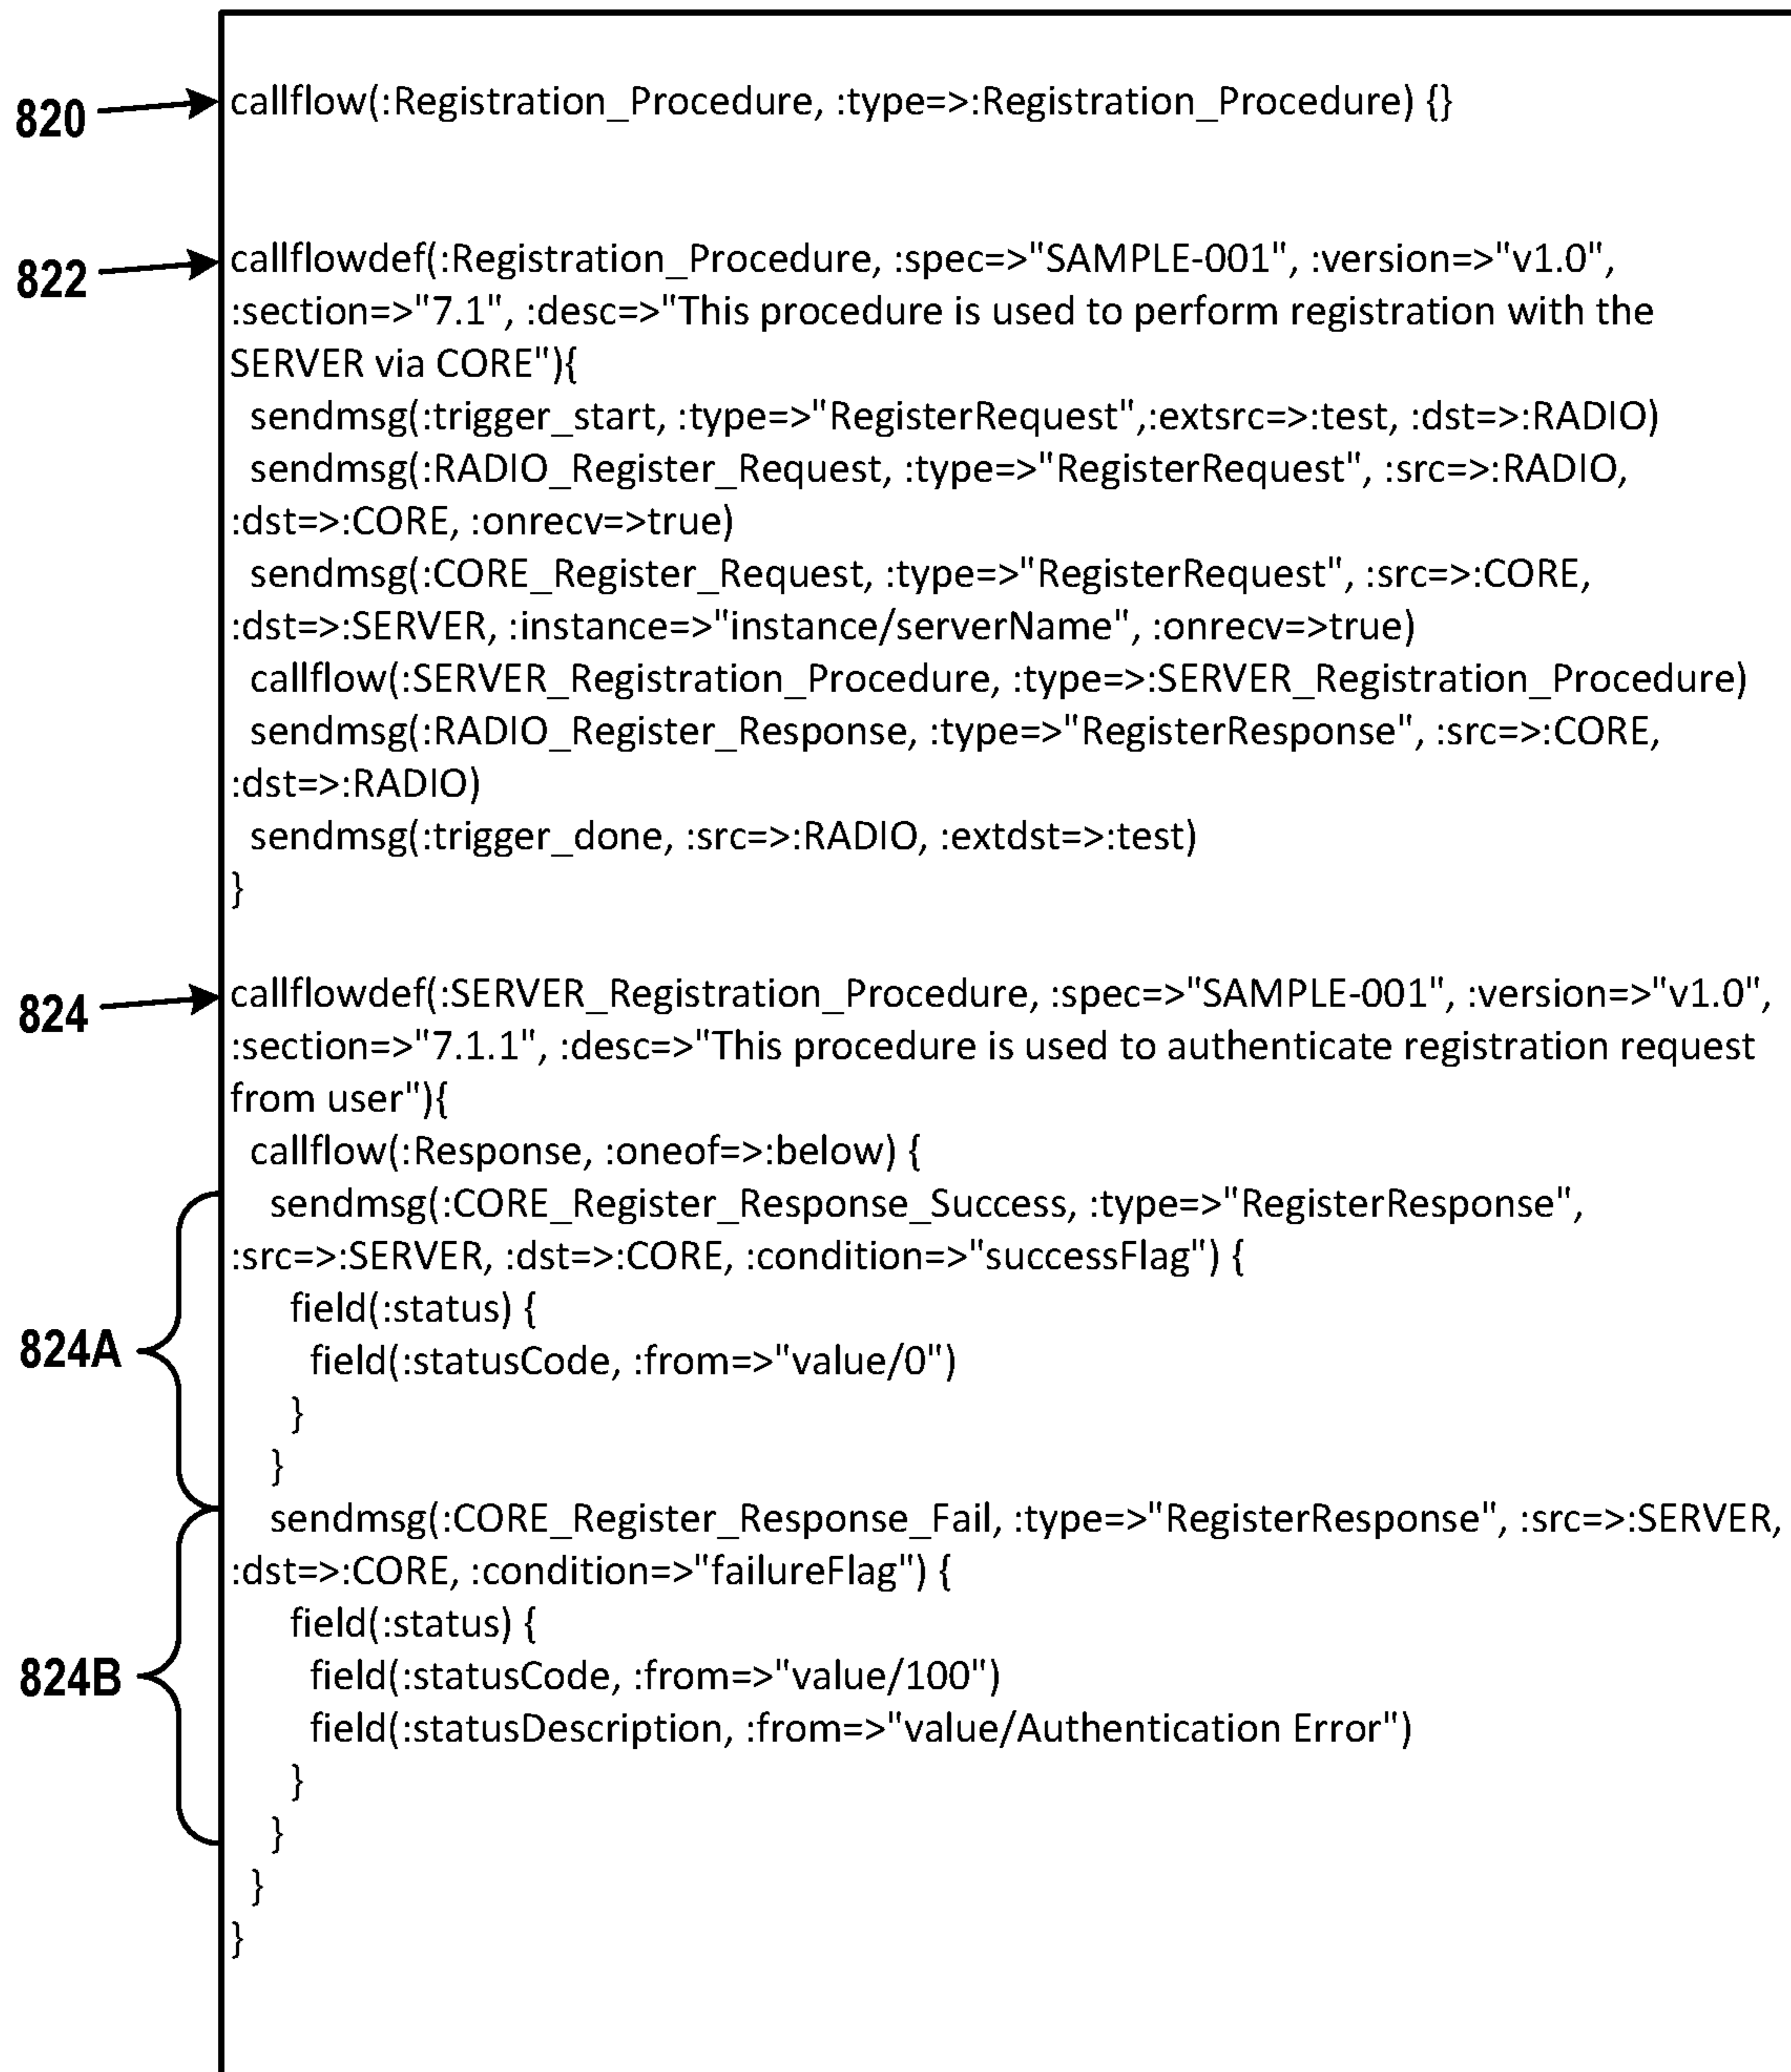 820
callflow(:Registration_Procedure, :type=>:Registration_Procedure) {}
822
callflowdef(:Registration_Procedure, :spec=>"SAMPLE-001", :version=>"v1.0",
:section=>"7.1", :desc=>"This procedure is used to perform registration with the
SERVER via CORE"){
sendmsg(:trigger_start, :type=>"RegisterRequest",:extsrc=>:test, :dst=>:RADIO)
sendmsg(:RADIO_Register_Request, :type=>"RegisterRequest", :src=>:RADIO,
:dst=>:CORE, :onrecv=>true)
sendmsg(:CORE_Register_Request, :type=>"RegisterRequest", :src=>:CORE,
:dst=>:SERVER, :instance=>"instance/serverName", :onrecv=>true)
callflow(:SERVER_Registration_Procedure, :type=>:SERVER_Registration_Procedure)
sendmsg(:RADIO_Register_Response, :type=>"RegisterResponse", :src=>:CORE,
:dst=>:RADIO)
sendmsg(:trigger_done, :src=>:RADIO, :extdst=>:test)
}
824
callflowdef(:SERVER_Registration_Procedure, :spec=>"SAMPLE-001", :version=>"v1.0",
:section=>"7.1.1", :desc=>"This procedure is used to authenticate registration request
from user"){
callflow(:Response, :oneof=>:below) {
824A
sendmsg(:CORE_Register_Response_Success, :type=>"RegisterResponse",
:src=>:SERVER, :dst=>:CORE, :condition=>"successFlag") {
field(:status) {
field(:statusCode, :from=>"value/0")
}
}
824B
sendmsg(:CORE_Register_Response_Fail, :type=>"RegisterResponse", :src=>:SERVER,
:dst=>:CORE, :condition=>"failureFlag") {
field(:status) {
field(:statusCode, :from=>"value/100")
field(:statusDescription, :from=>"value/Authentication Error")
}
}
}
}